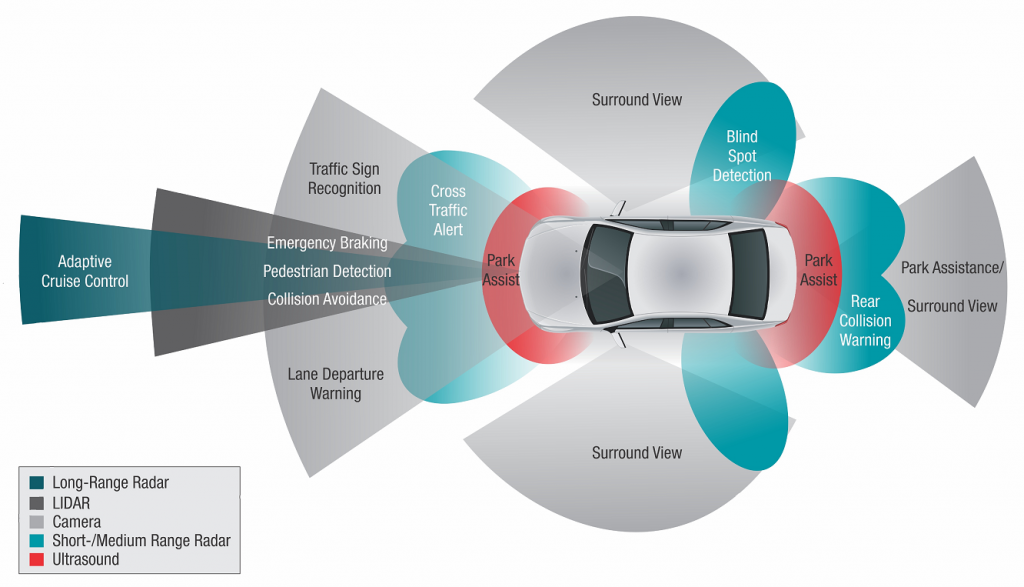 Surround View
Blind
Spot
Detection
Traffic Sign
Recognition
Cross
Traffic
Alert
Emergency Braking
Adaptive
Cruise Control
Pedestrian Detection
Collision Avoidance
Park
Assist
Park
Assist
Park Assistance/
Surround View
Rear
Collision
Warning
Lane Departure
Warning
Surround View
Long-Range Radar
LIDAR
Camera
Short-/Medium Range Radar
Ultrasound